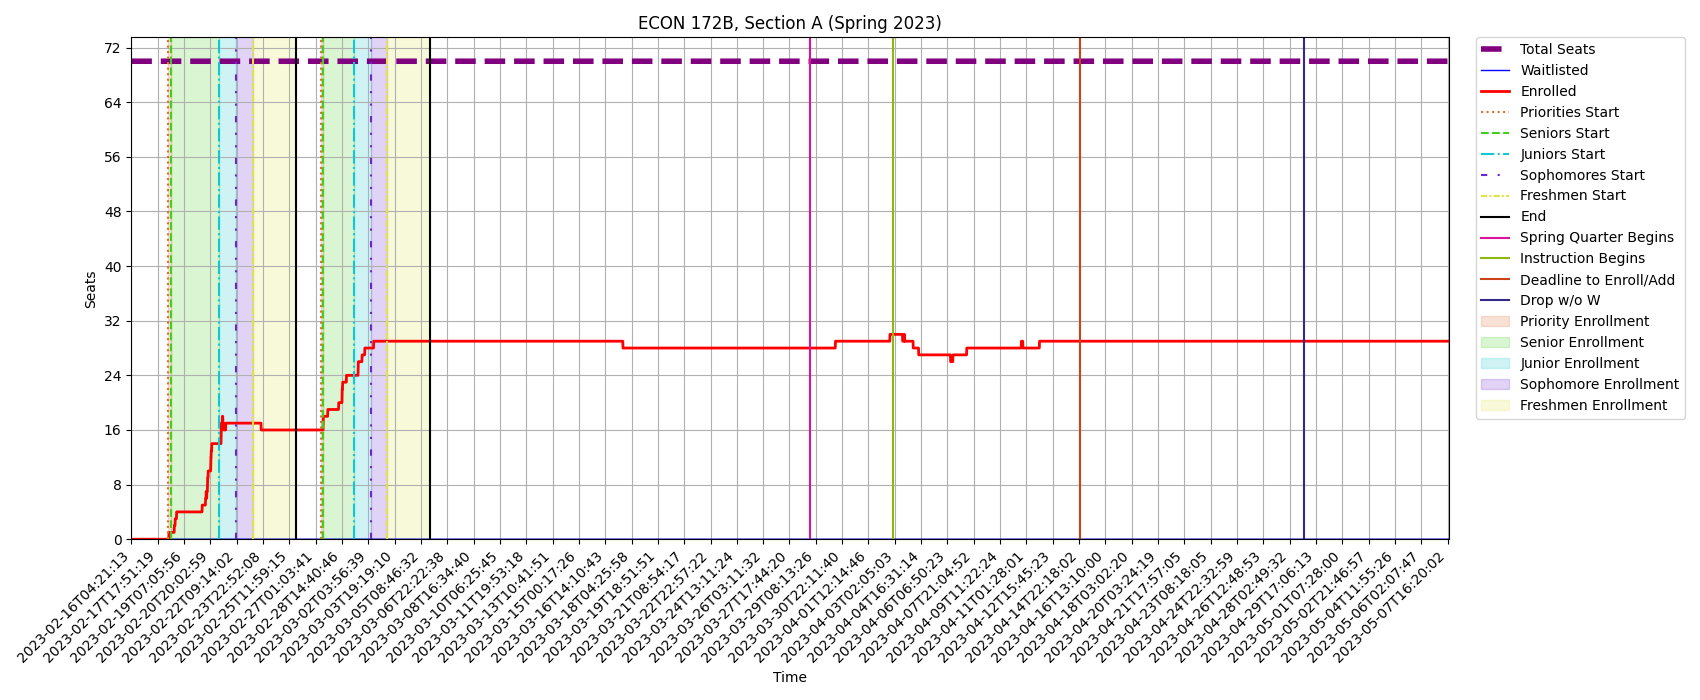 ECON 172B, Section A (Spring 2023)
72
64
56
48
40
32
24
16
8
0
Seats
2023-02-16T04:21:13
2023-02-17T17:51:19
2023-02-19T07:05:56
2023-02-20T20:02:59
2023-02-22T09:14:02
2023-02-23T22:52:08
2023-02-25T11:59:15
2023-02-27T01:03:41
2023-02-28T14:40:46
2023-03-02T03:56:39
2023-03-03T19:19:10
2023-03-05T08:46:32
2023-03-06T22:22:38
2023-03-08T16:34:40
2023-03-10T06:25:45
2023-03-11T19:53:18
2023-03-13T10:41:51
2023-03-15T00:17:26
2023-03-16T14:10:43
2023-03-18T04:25:58
2023-03-19T18:51:51
2023-03-21T08:54:17
2023-03-22T22:57:22
2023-03-24T13:11:24
2023-03-26T03:11:32
2023-03-27T17:44:20
2023-03-29T08:13:26
2023-03-30T22:11:40
2023-04-01T12:14:46
2023-04-03T02:05:03
2023-04-04T16:31:14
2023-04-06T06:50:23
2023-04-07T21:04:52
2023-04-09T11:22:24
2023-04-11T01:28:01
2023-04-12T15:45:23
2023-04-14T22:18:02
2023-04-16T13:10:00
2023-04-18T03:02:20
2023-04-20T03:24:19
2023-04-21T17:57:05
2023-04-23T08:18:05
2023-04-24T22:32:59
2023-04-26T12:48:53
2023-04-28T02:49:32
2023-04-29T17:06:13
2023-05-01T07:28:00
2023-05-02T21:46:57
2023-05-04T11:55:26
2023-05-06T02:07:47
2023-05-07T16:20:02
Time
Total Seats
Waitlisted
Enrolled
Priorities Start
Seniors Start
Juniors Start
Sophomores Start
Freshmen Start
End
Spring Quarter Begins
Instruction Begins
Deadline to Enroll/Add
Drop w/o W
Priority Enrollment
Senior Enrollment
Junior Enrollment
Sophomore Enrollment
Freshmen Enrollment